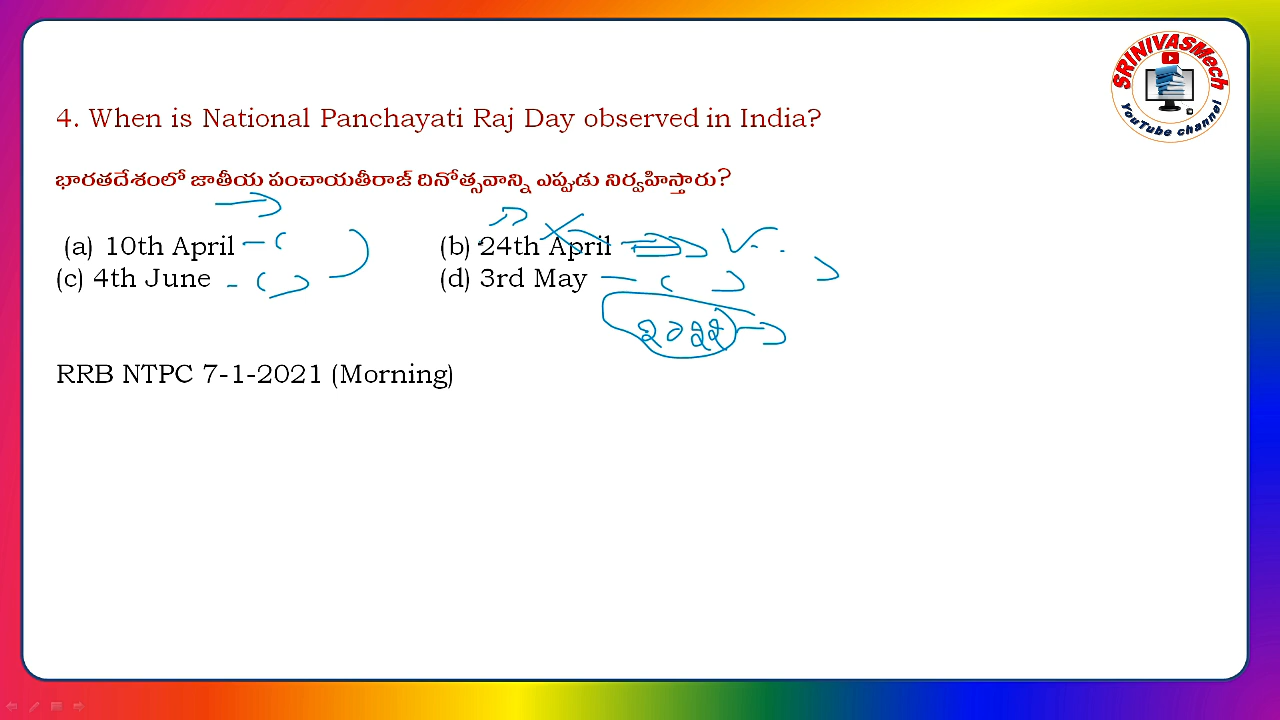 SRINIVASMech
YouTube channel
4. When is National Panchayati Raj Day observed in India?
భారతదేశంలో జాతీయ పంచాయతీరాజ్ దినోత్సవాన్ని ఎప్పుడు నిర్వహిస్తారు?
(a) 10th April (b) 24th April
(c) 4th June (d) 3rd May
2022
RRB NTPC 7-1-2021 (Morning)